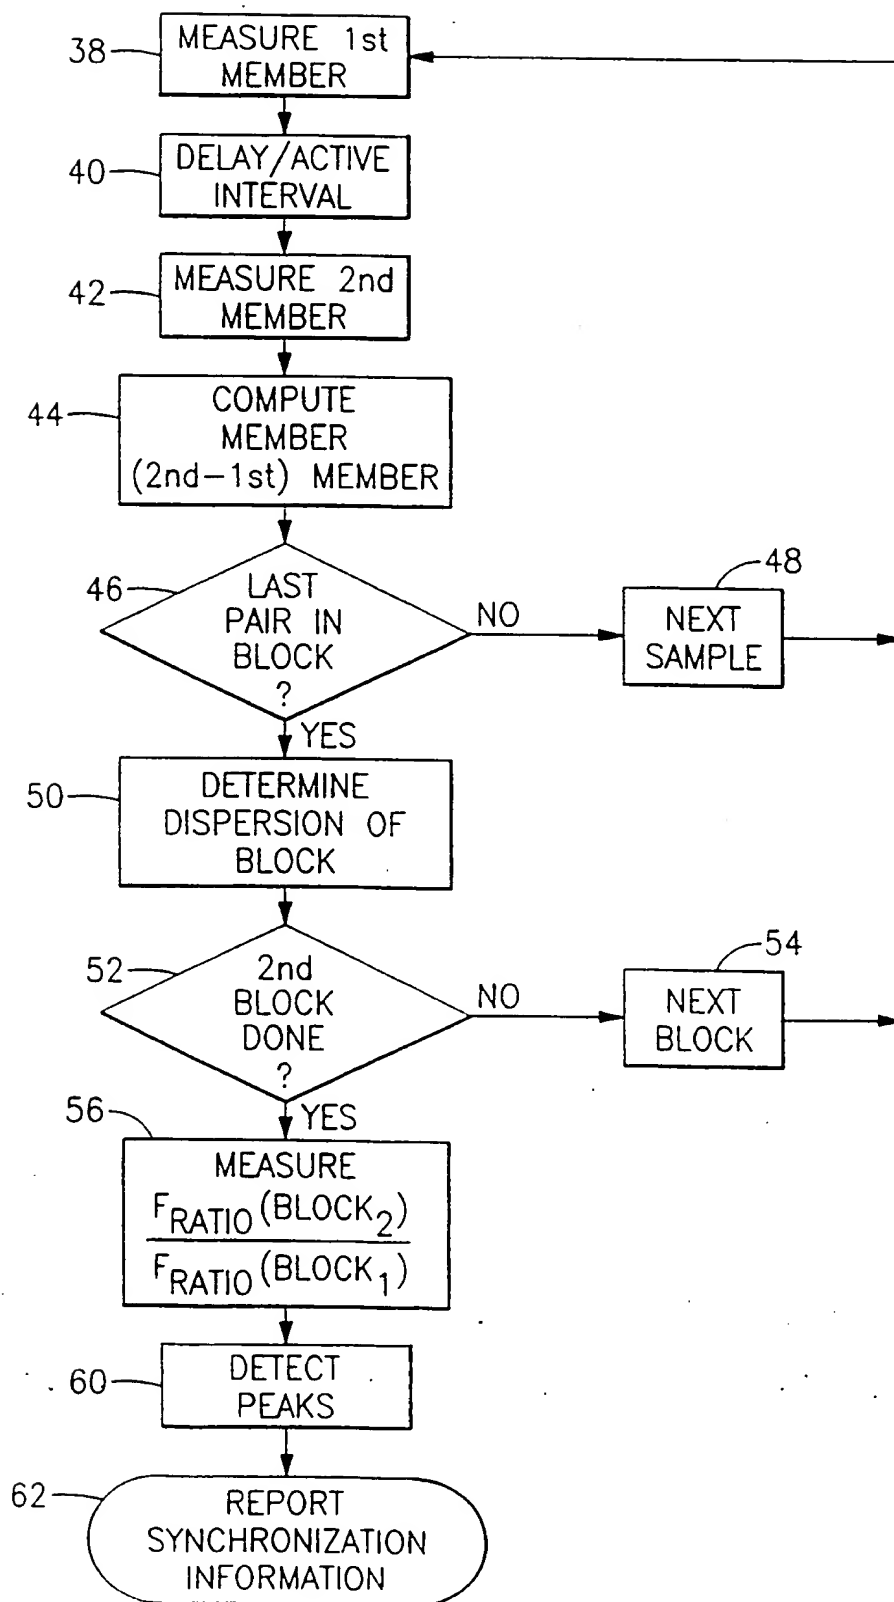 38
MEASURE 1st
MEMBER
40
DELAY/ACTIVE
INTERVAL
42
MEASURE 2nd
MEMBER
44
COMPUTE
MEMBER
(2nd-1st) MEMBER
46
LAST
PAIR IN
BLOCK
?
NO
48
NEXT
SAMPLE
YES
50
DETERMINE
DISPERSION OF
BLOCK
52
2nd
BLOCK
DONE
?
NO
54
NEXT
BLOCK
YES
56
MEASURE
FRATIO(BLOCK2)
FRATIO(BLOCK1)
60
DETECT
PEAKS
62
REPORT
SYNCHRONIZATION
INFORMATION